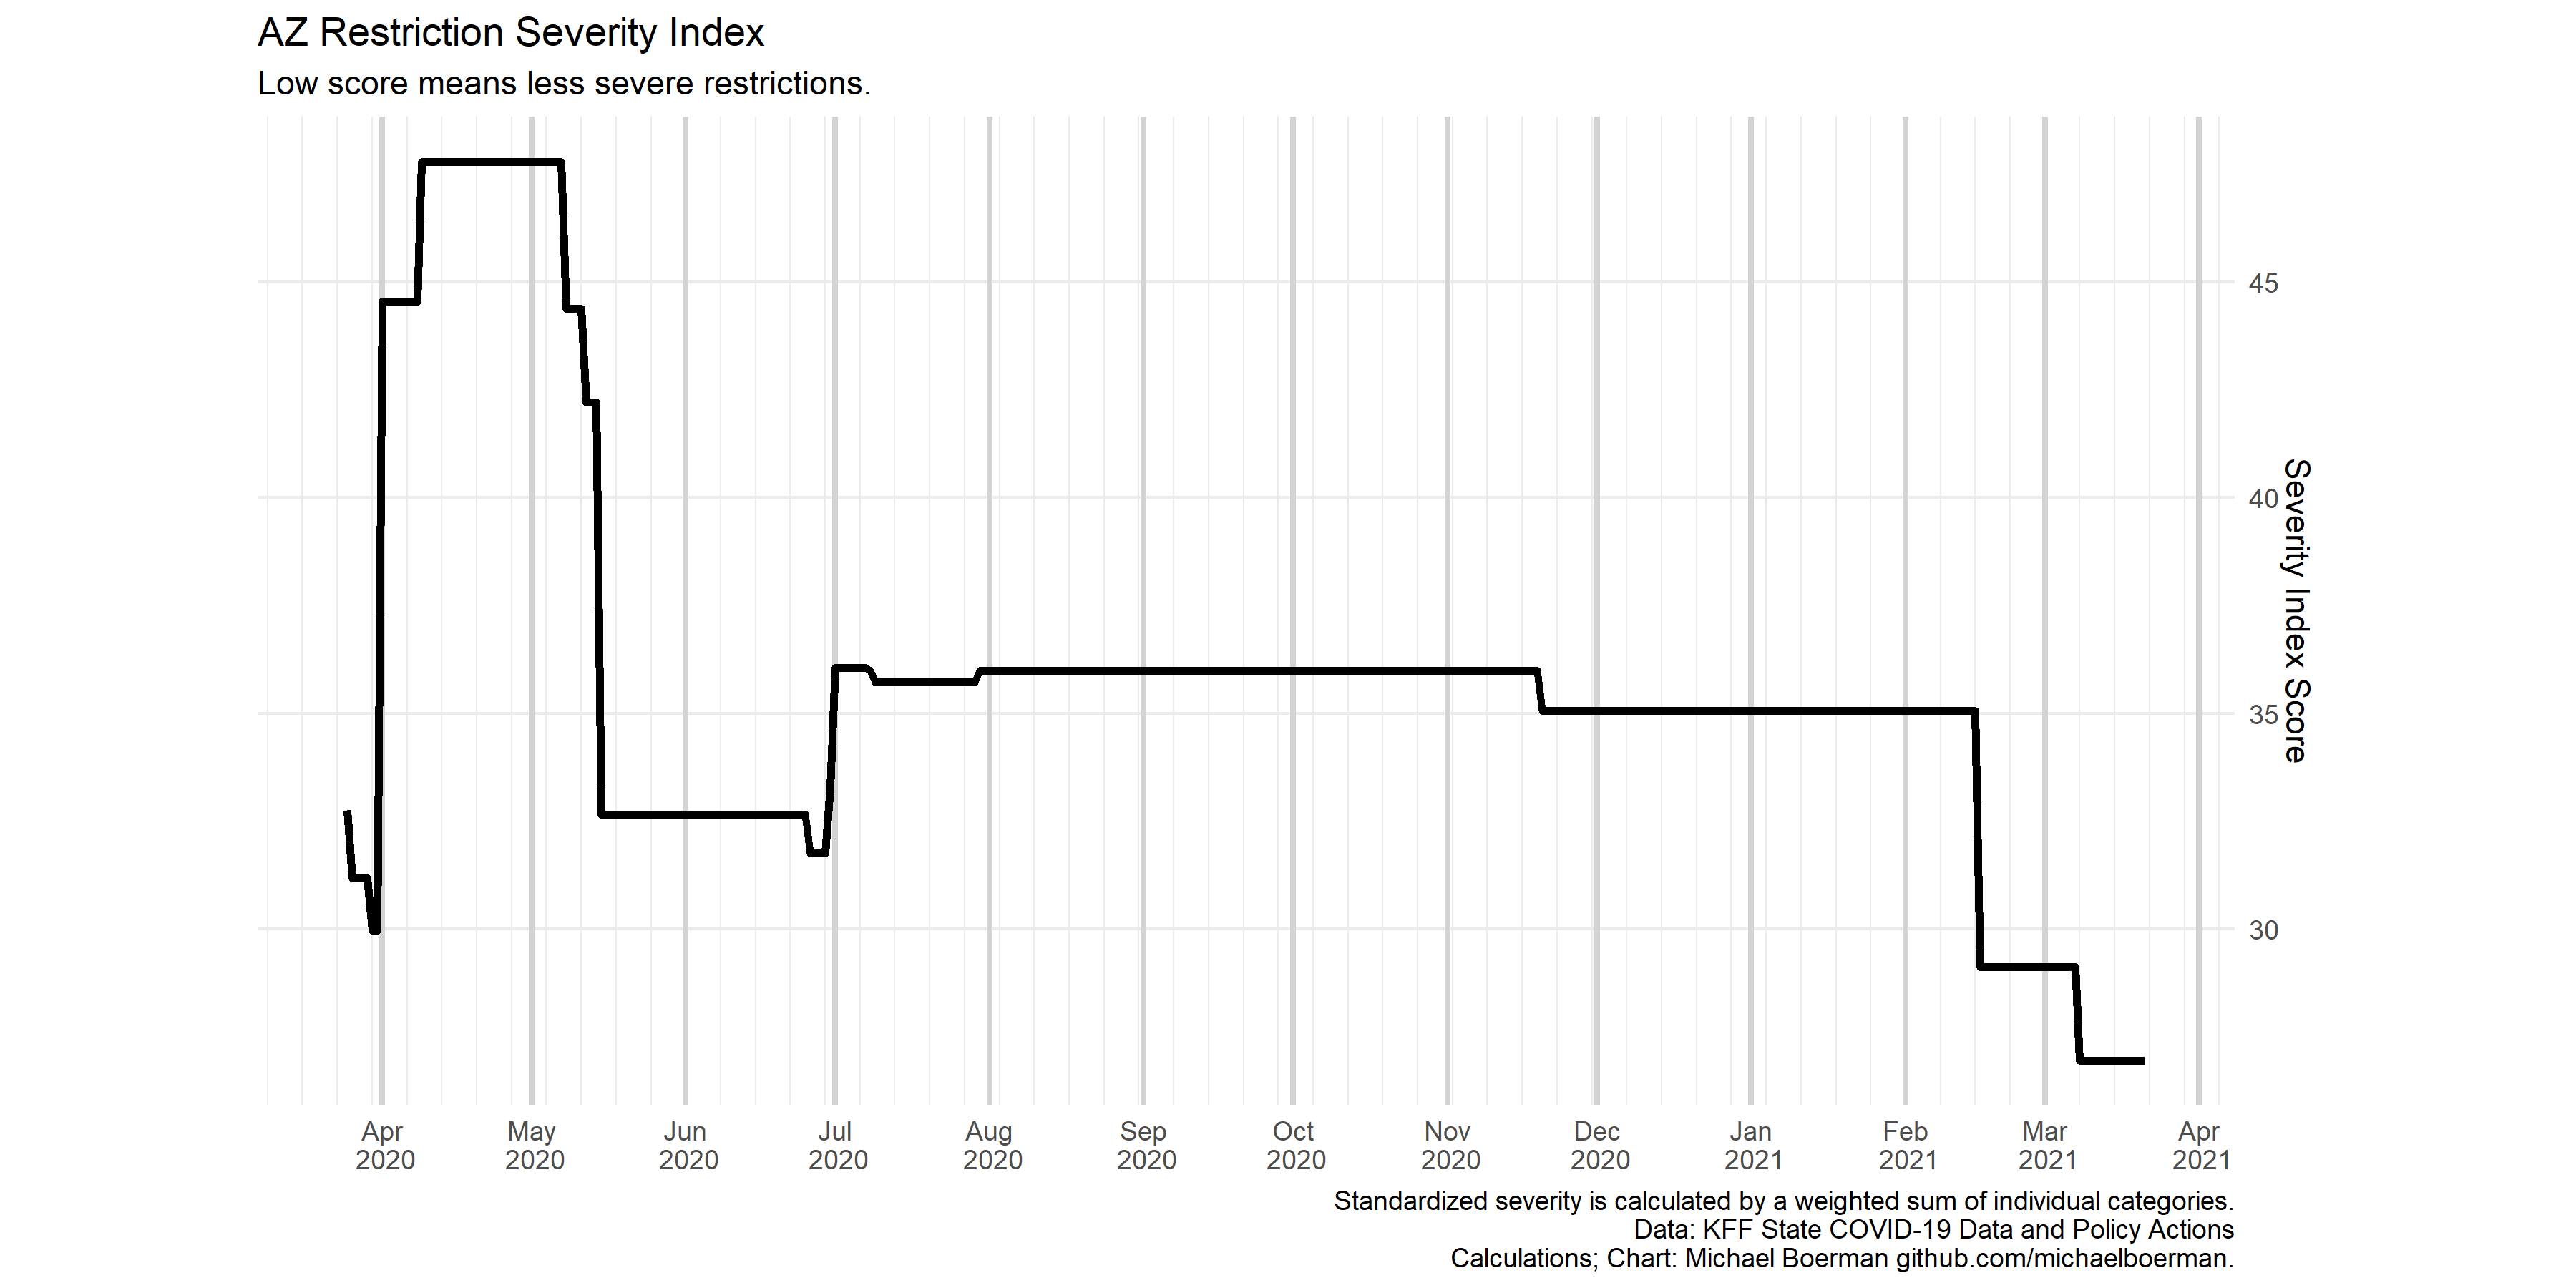 AZ Restriction Severity Index
Low score means less severe restrictions.
45
40
35
30
Severity Index Score
Apr May Jun Jul Aug Sep Oct Nov Dec Jan Feb Mar Apr
2020 2020 2020 2020 2020 2020 2020 2020 2020 2021 2021 2021 2021
Standardized severity is calculated by a weighted sum of individual categories.
Data: KFF State COVID-19 Data and Policy Actions
Calculations; Chart: Michael Boerman github.com/michaelboerman.